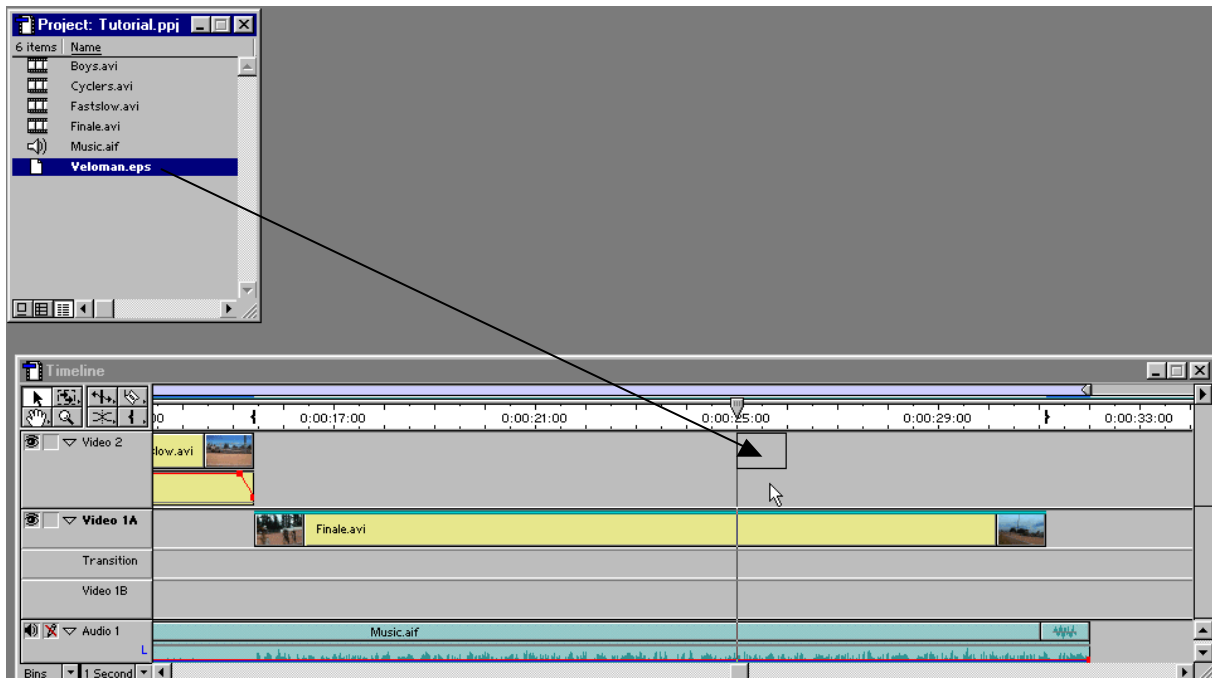 Project: Tutorial.ppj
6 items Name
Boys.avi
Cyclers.avi
Fastslow.avi
Finale.avi
Music.aif
Veloman.eps
Timeline
0:00:17:00 0:00:21:00 0:00:25:00 0:00:29:00 0:00:33:00
Video 2
low.avi
Video 1A
Finale.avi
Transition
Video 1B
Audio 1
Music.aif
L
Bins 1 Second